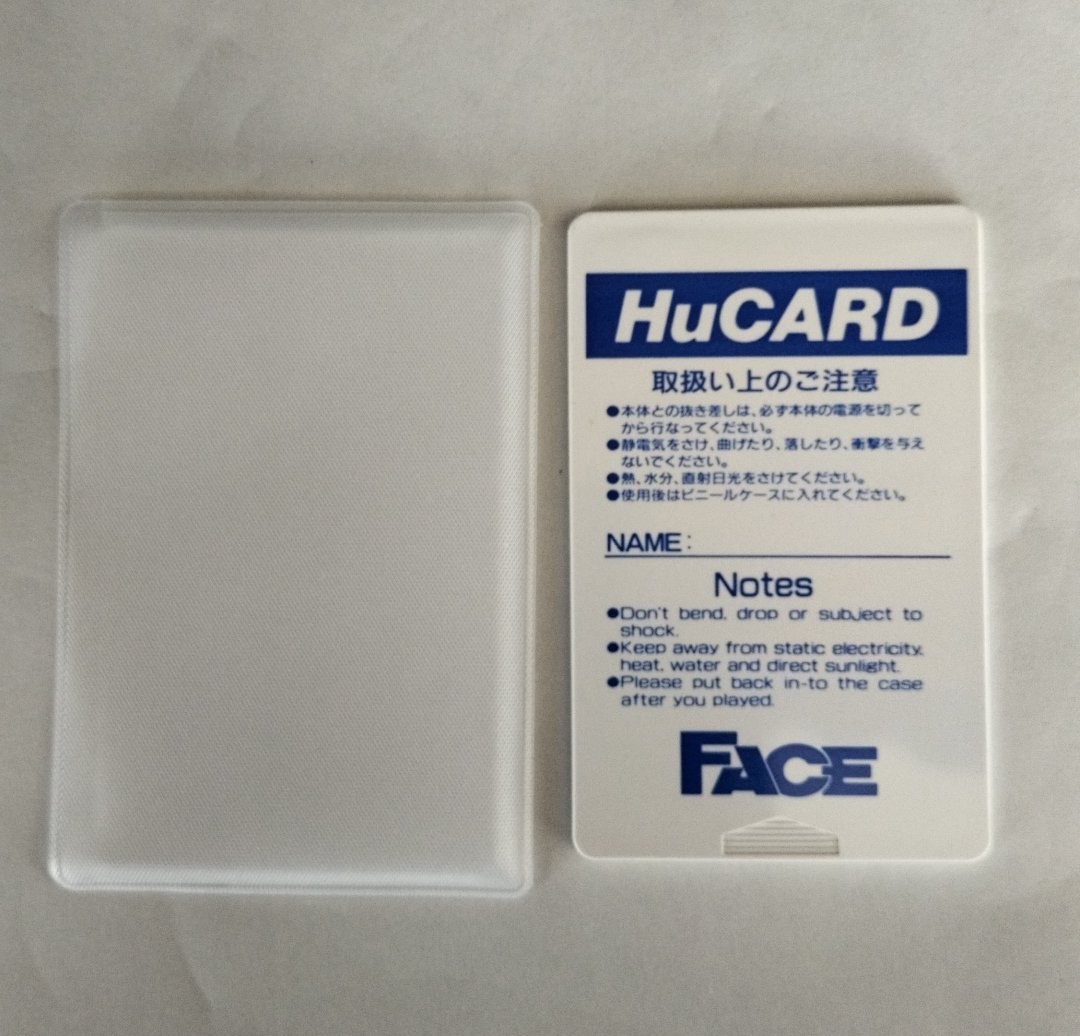 HuCARD
取扱い上のご注意
●本体との抜き差しは、必ず本体の電源を切って
から行なってください。
●静電気をさけ、曲げたり、落したり、衝撃を与え
ないでください。
●熱、水分、直射日光をさけてください。
●使用後はビニールケースに入れてください。
NAME:
Notes
●Don't bend, drop or subject to
shock.
●Keep away from static electricity,
heat, water and direct sunlight.
●Please put back in-to the case
after you played.
FACE